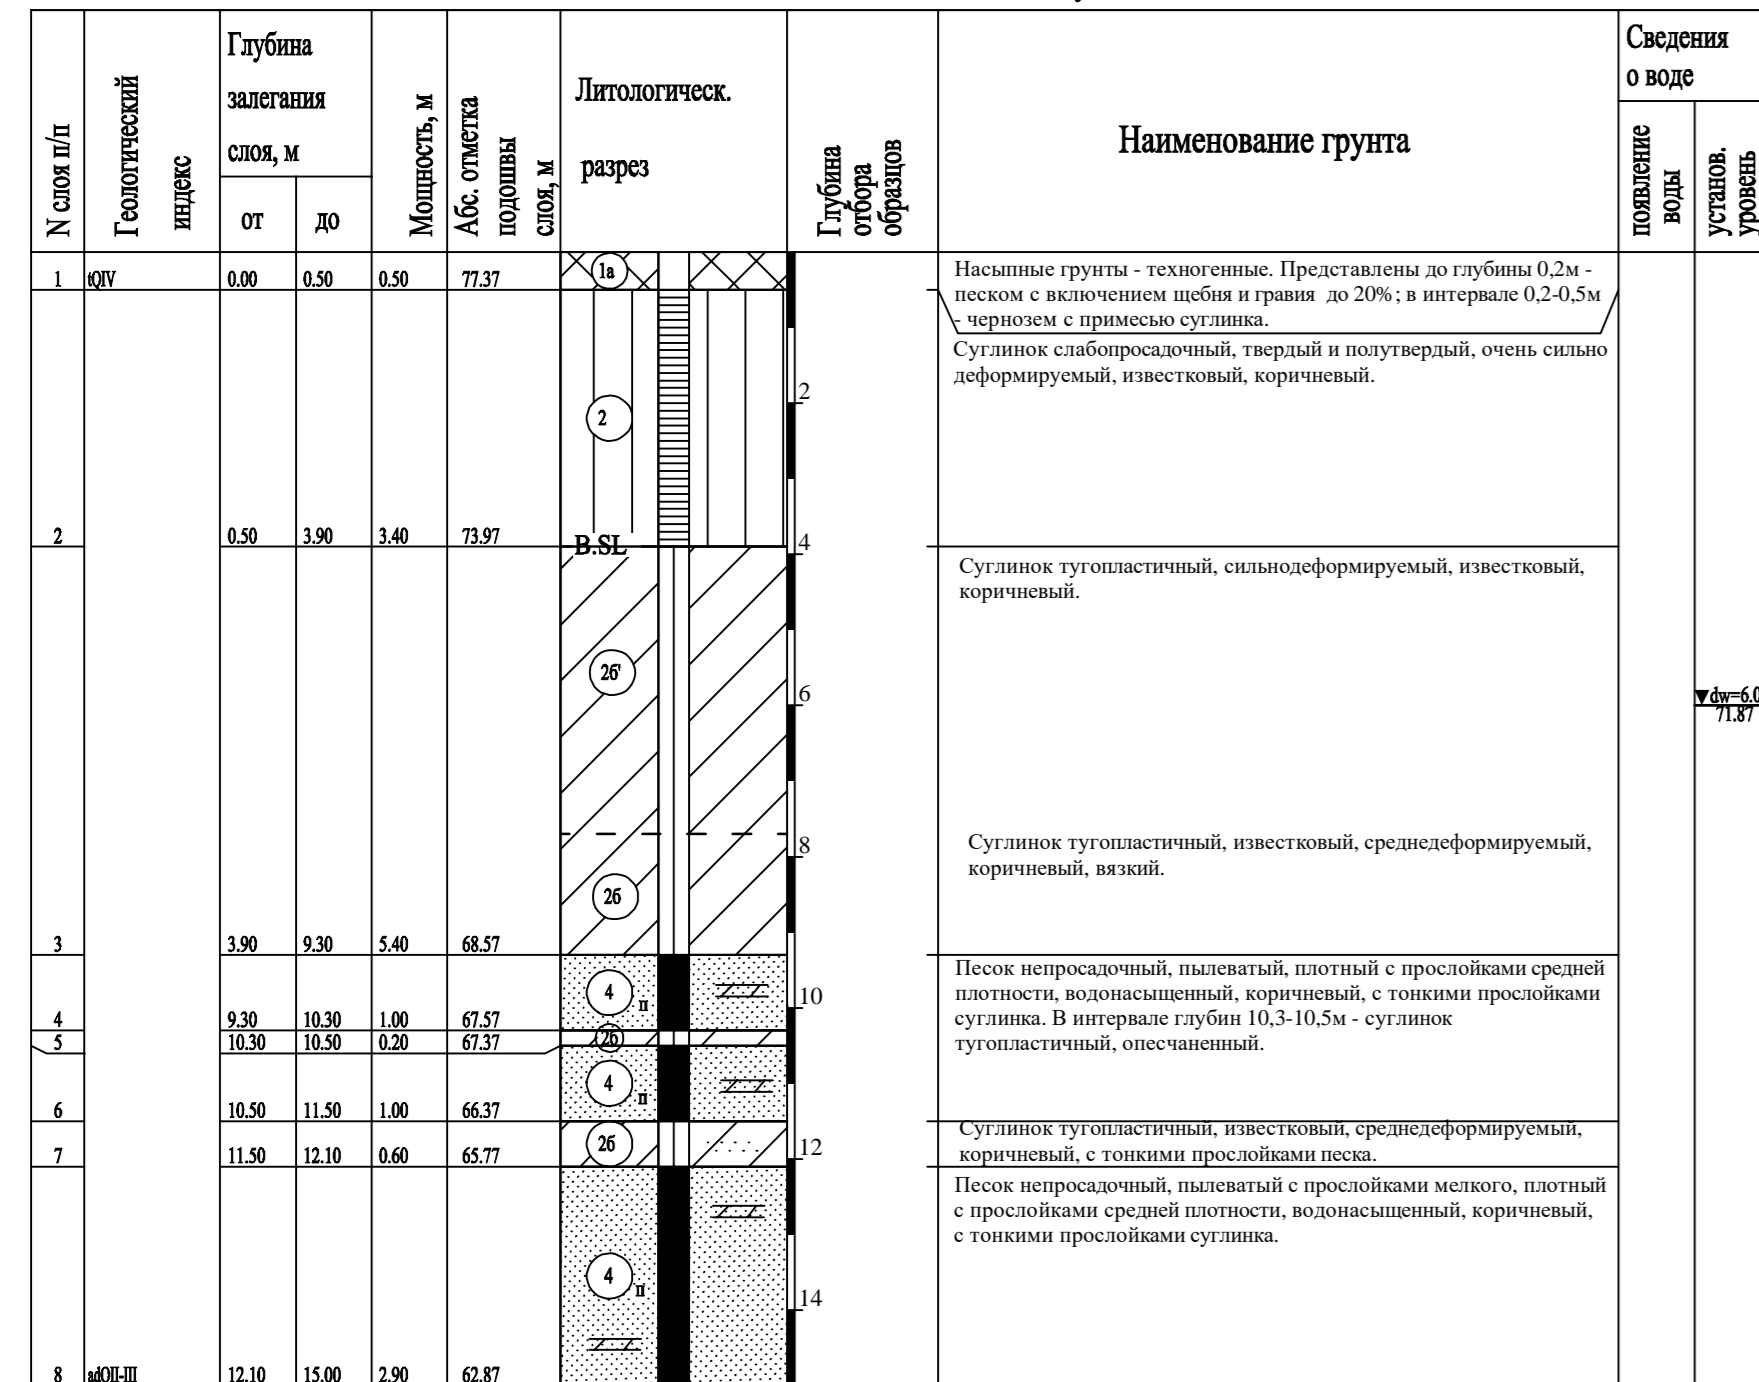 N слоя п/п
Геологический
индекс
Глубина
залегания
слоя, м
от
до
Мощность, м
Абс. отметка
подошвы
слоя, м
Литологическ.
разрез
Глубина
отбора
образцов
Наименование грунта
Сведения
о воде
появление
воды
установ.
уровень
1 tQIV 0.00 0.50 0.50 77.37
1а
Насыпные грунты - техногенные. Представлены до глубины 0,2м -
песком с включением щебня и гравия до 20%; в интервале 0,2-0,5м
- чернозем с примесью суглинка.
Суглинок слабопросадочный, твердый и полутвердый, очень сильно
деформируемый, известковый, коричневый.
2
2
2 0.50 3.90 3.40 73.97
B.SL
4
Суглинок тугопластичный, сильнодеформируемый, известковый,
коричневый.
2б'
6
dw=6.0
71.87
8
Суглинок тугопластичный, известковый, среднедеформируемый,
коричневый, вязкий.
2б
3 3.90 9.30 5.40 68.57
Песок непросадочный, пылеватый, плотный с прослойками средней
плотности, водонасыщенный, коричневый, с тонкими прослойками
суглинка. В интервале глубин 10,3-10,5м - суглинок
тугопластичный, опесчаненный.
4 п
10
4 9.30 10.30 1.00 67.57
5 10.30 10.50 0.20 67.37
2б
4 п
6 10.50 11.50 1.00 66.37
Суглинок тугопластичный, известковый, среднедеформируемый,
коричневый, с тонкими прослойками песка.
2б
12
7 11.50 12.10 0.60 65.77
Песок непросадочный, пылеватый с прослойками мелкого, плотный
с прослойками средней плотности, водонасыщенный, коричневый,
с тонкими прослойками суглинка.
4 п
14
8 adQII-III 12.10 15.00 2.90 62.87